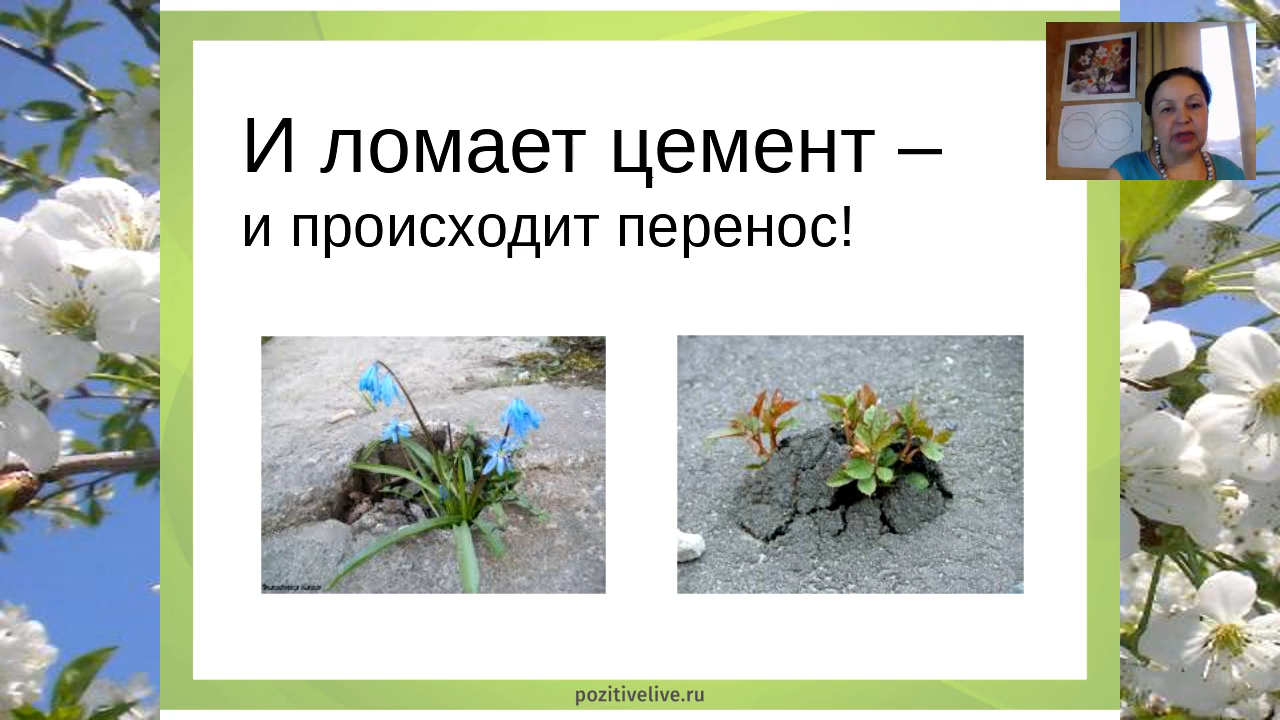 И ломает цемент –
и происходит перенос!
pozitivelive.ru